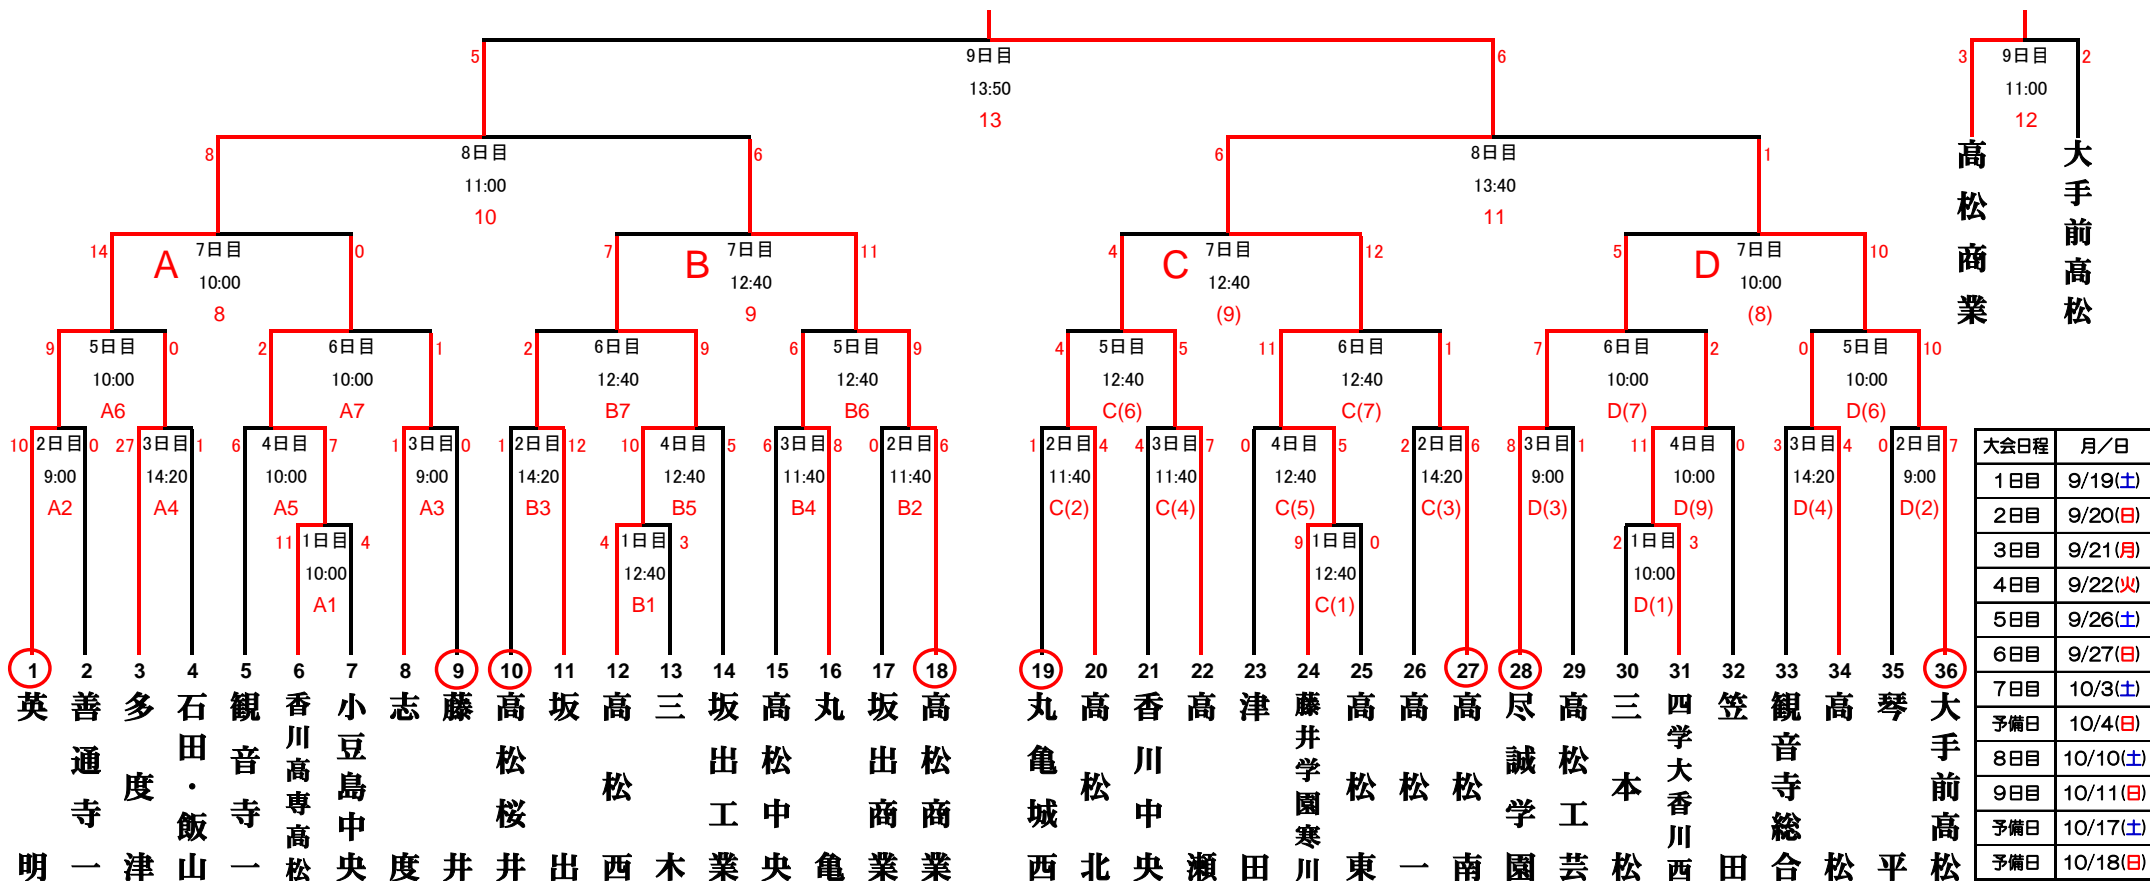 5 9日目 6
13:50
13
3 9日目 2
11:00
12
高松商業
大手前高松
8 8日目 6
11:00
10
6 8日目 1
13:40
11
14 A 7日目 0
10:00
8
7 B 7日目 11
12:40
9
4 C 7日目 12
12:40
(9)
5 D 7日目 10
10:00
(8)
9 5日目 0
10:00
A6
2 6日目 1
10:00
A7
2 6日目 9
12:40
B7
6 5日目 9
12:40
B6
4 5日目 5
12:40
C(6)
11 6日目 1
12:40
C(7)
7 6日目 2
10:00
D(7)
0 5日目 10
10:00
D(6)
10 2日目 0
9:00
A2
27 3日目 1
14:20
A4
6 4日目 7
10:00
A5
1 3日目 0
9:00
A3
1 2日目 12
14:20
B3
10 4日目 5
12:40
B5
6 3日目 8
11:40
B4
0 2日目 6
11:40
B2
1 2日目 4
11:40
C(2)
4 3日目 7
11:40
C(4)
0 4日目 5
12:40
C(5)
2 2日目 6
14:20
C(3)
8 3日目 1
9:00
D(3)
11 4日目 0
10:00
D(9)
3 3日目 4
14:20
D(4)
0 2日目 7
9:00
D(2)
11 1日目 4
10:00
A1
4 1日目 3
12:40
B1
9 1日目 0
12:40
C(1)
2 1日目 3
10:00
D(1)
1 英明
2 善通寺一
3 多度津
4 石田・飯山
5 観音寺一
6 香川高専高松
7 小豆島中央
8 志度
9 藤井
10 高松桜井
11 坂出
12 高松西
13 三木
14 坂出工業
15 高松中央
16 丸亀
17 坂出商業
18 高松商業
19 丸亀城西
20 高松北
21 香川中央
22 高瀬
23 津田
24 藤井学園寒川
25 高松東
26 高松一
27 高松南
28 尽誠学園
29 高松工芸
30 三本松
31 四学大香川西
32 笠田
33 観音寺総合
34 高松
35 琴平
36 大手前高松
大会日程 月／日
1日目 9/19(土)
2日目 9/20(日)
3日目 9/21(月)
4日目 9/22(火)
5日目 9/26(土)
6日目 9/27(日)
7日目 10/3(土)
予備日 10/4(日)
8日目 10/10(土)
9日目 10/11(日)
予備日 10/17(土)
予備日 10/18(日)